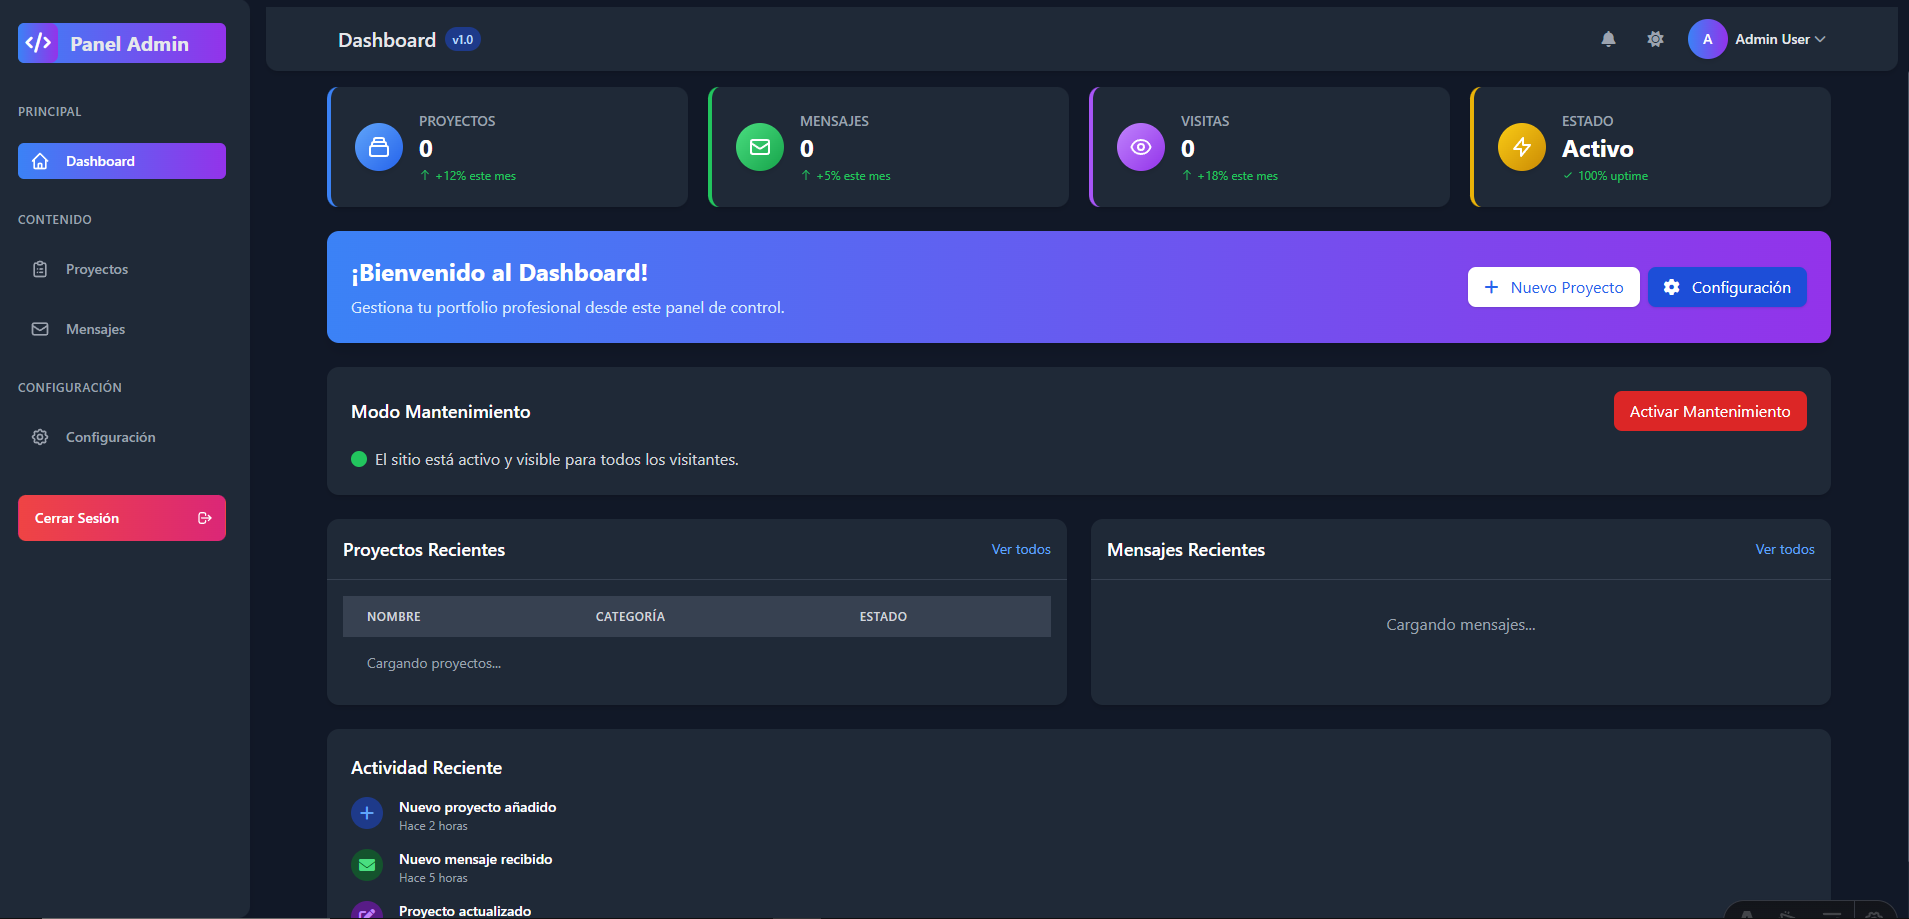 Panel Admin
PRINCIPAL
Dashboard
CONTENIDO
Proyectos
Mensajes
CONFIGURACIÓN
Configuración
Cerrar Sesión
Dashboard v1.0
A Admin User
PROYECTOS
0
+12% este mes
MENSAJES
0
+5% este mes
VISITAS
0
+18% este mes
ESTADO
Activo
100% uptime
¡Bienvenido al Dashboard!
Gestiona tu portfolio profesional desde este panel de control.
Nuevo Proyecto
Configuración
Modo Mantenimiento
Activar Mantenimiento
El sitio está activo y visible para todos los visitantes.
Proyectos Recientes
Ver todos
NOMBRE CATEGORÍA ESTADO
Cargando proyectos...
Mensajes Recientes
Ver todos
Cargando mensajes...
Actividad Reciente
Nuevo proyecto añadido
Hace 2 horas
Nuevo mensaje recibido
Hace 5 horas
Proyecto actualizado